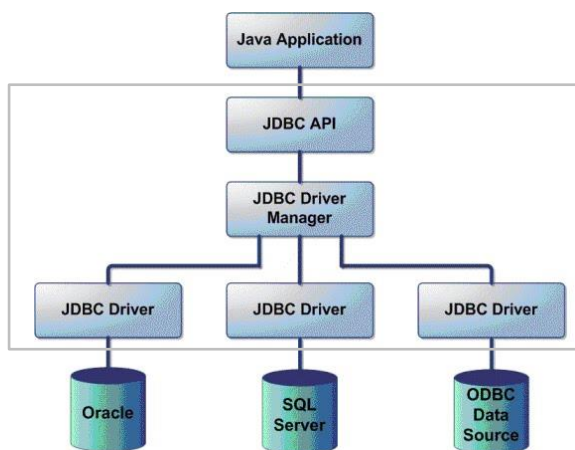 Java Application
JDBC API
JDBC Driver
Manager
JDBC Driver
JDBC Driver
JDBC Driver
Oracle
SQL
Server
ODBC
Data
Source